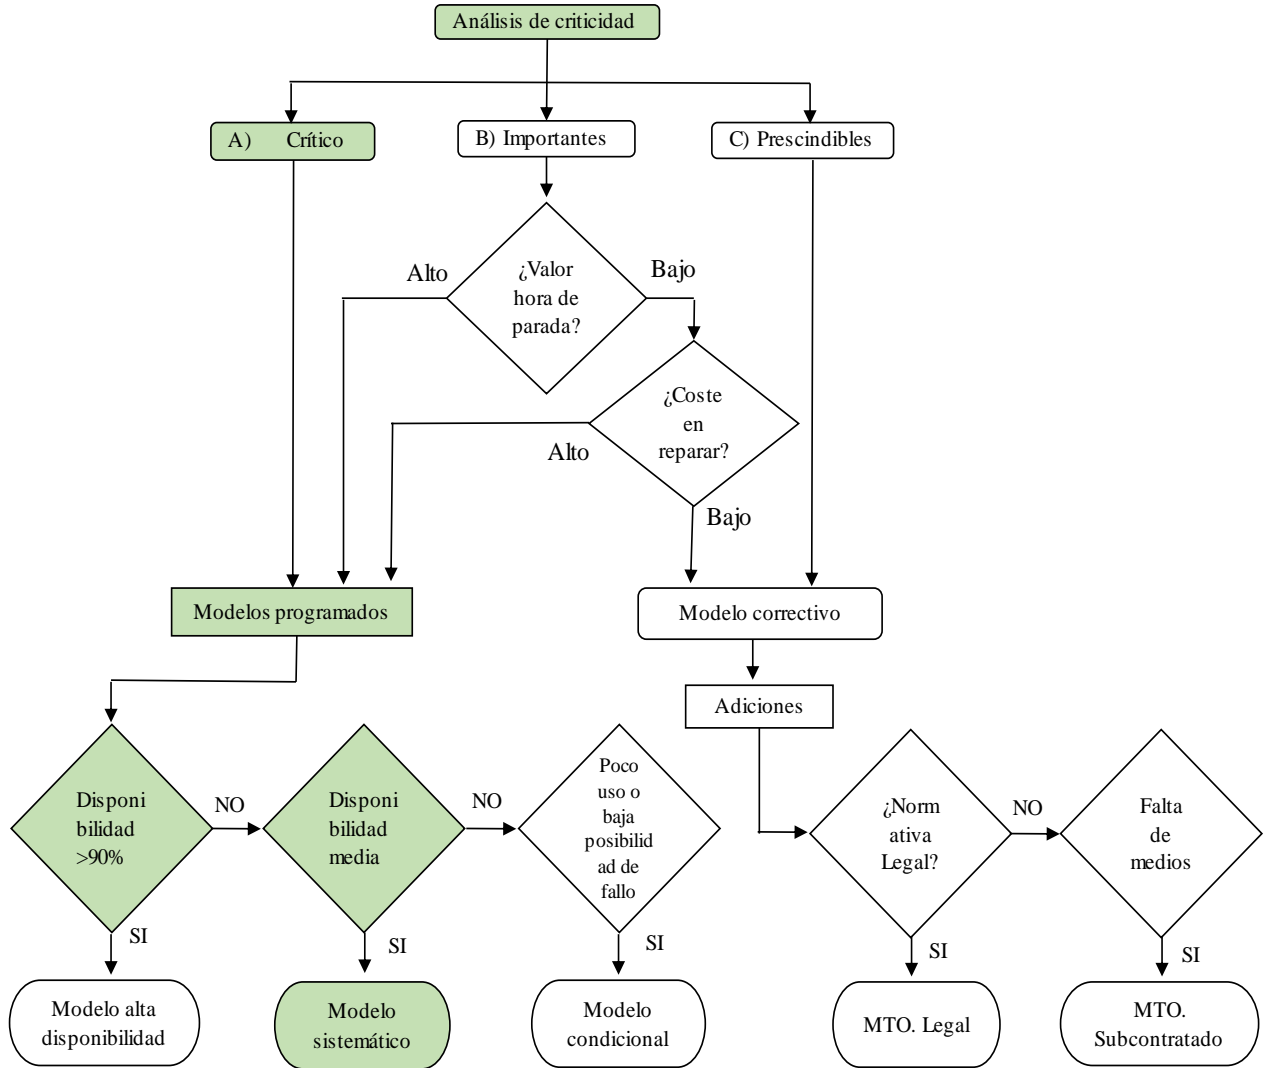 Análisis de criticidad
A) Crítico
B) Importantes
C) Prescindibles
¿Valor
hora de
parada?
Alto
Bajo
¿Coste
en
reparar?
Alto
Bajo
Modelos programados
Modelo correctivo
Adiciones
Disponi
bilidad
>90%
NO
Disponi
bilidad
media
NO
Poco
uso o
baja
posibilid
ad de
fallo
¿Norm
ativa
Legal?
NO
Falta
de
medios
SI
SI
SI
SI
SI
Modelo alta
disponibilidad
Modelo
sistemático
Modelo
condicional
MTO. Legal
MTO.
Subcontratado